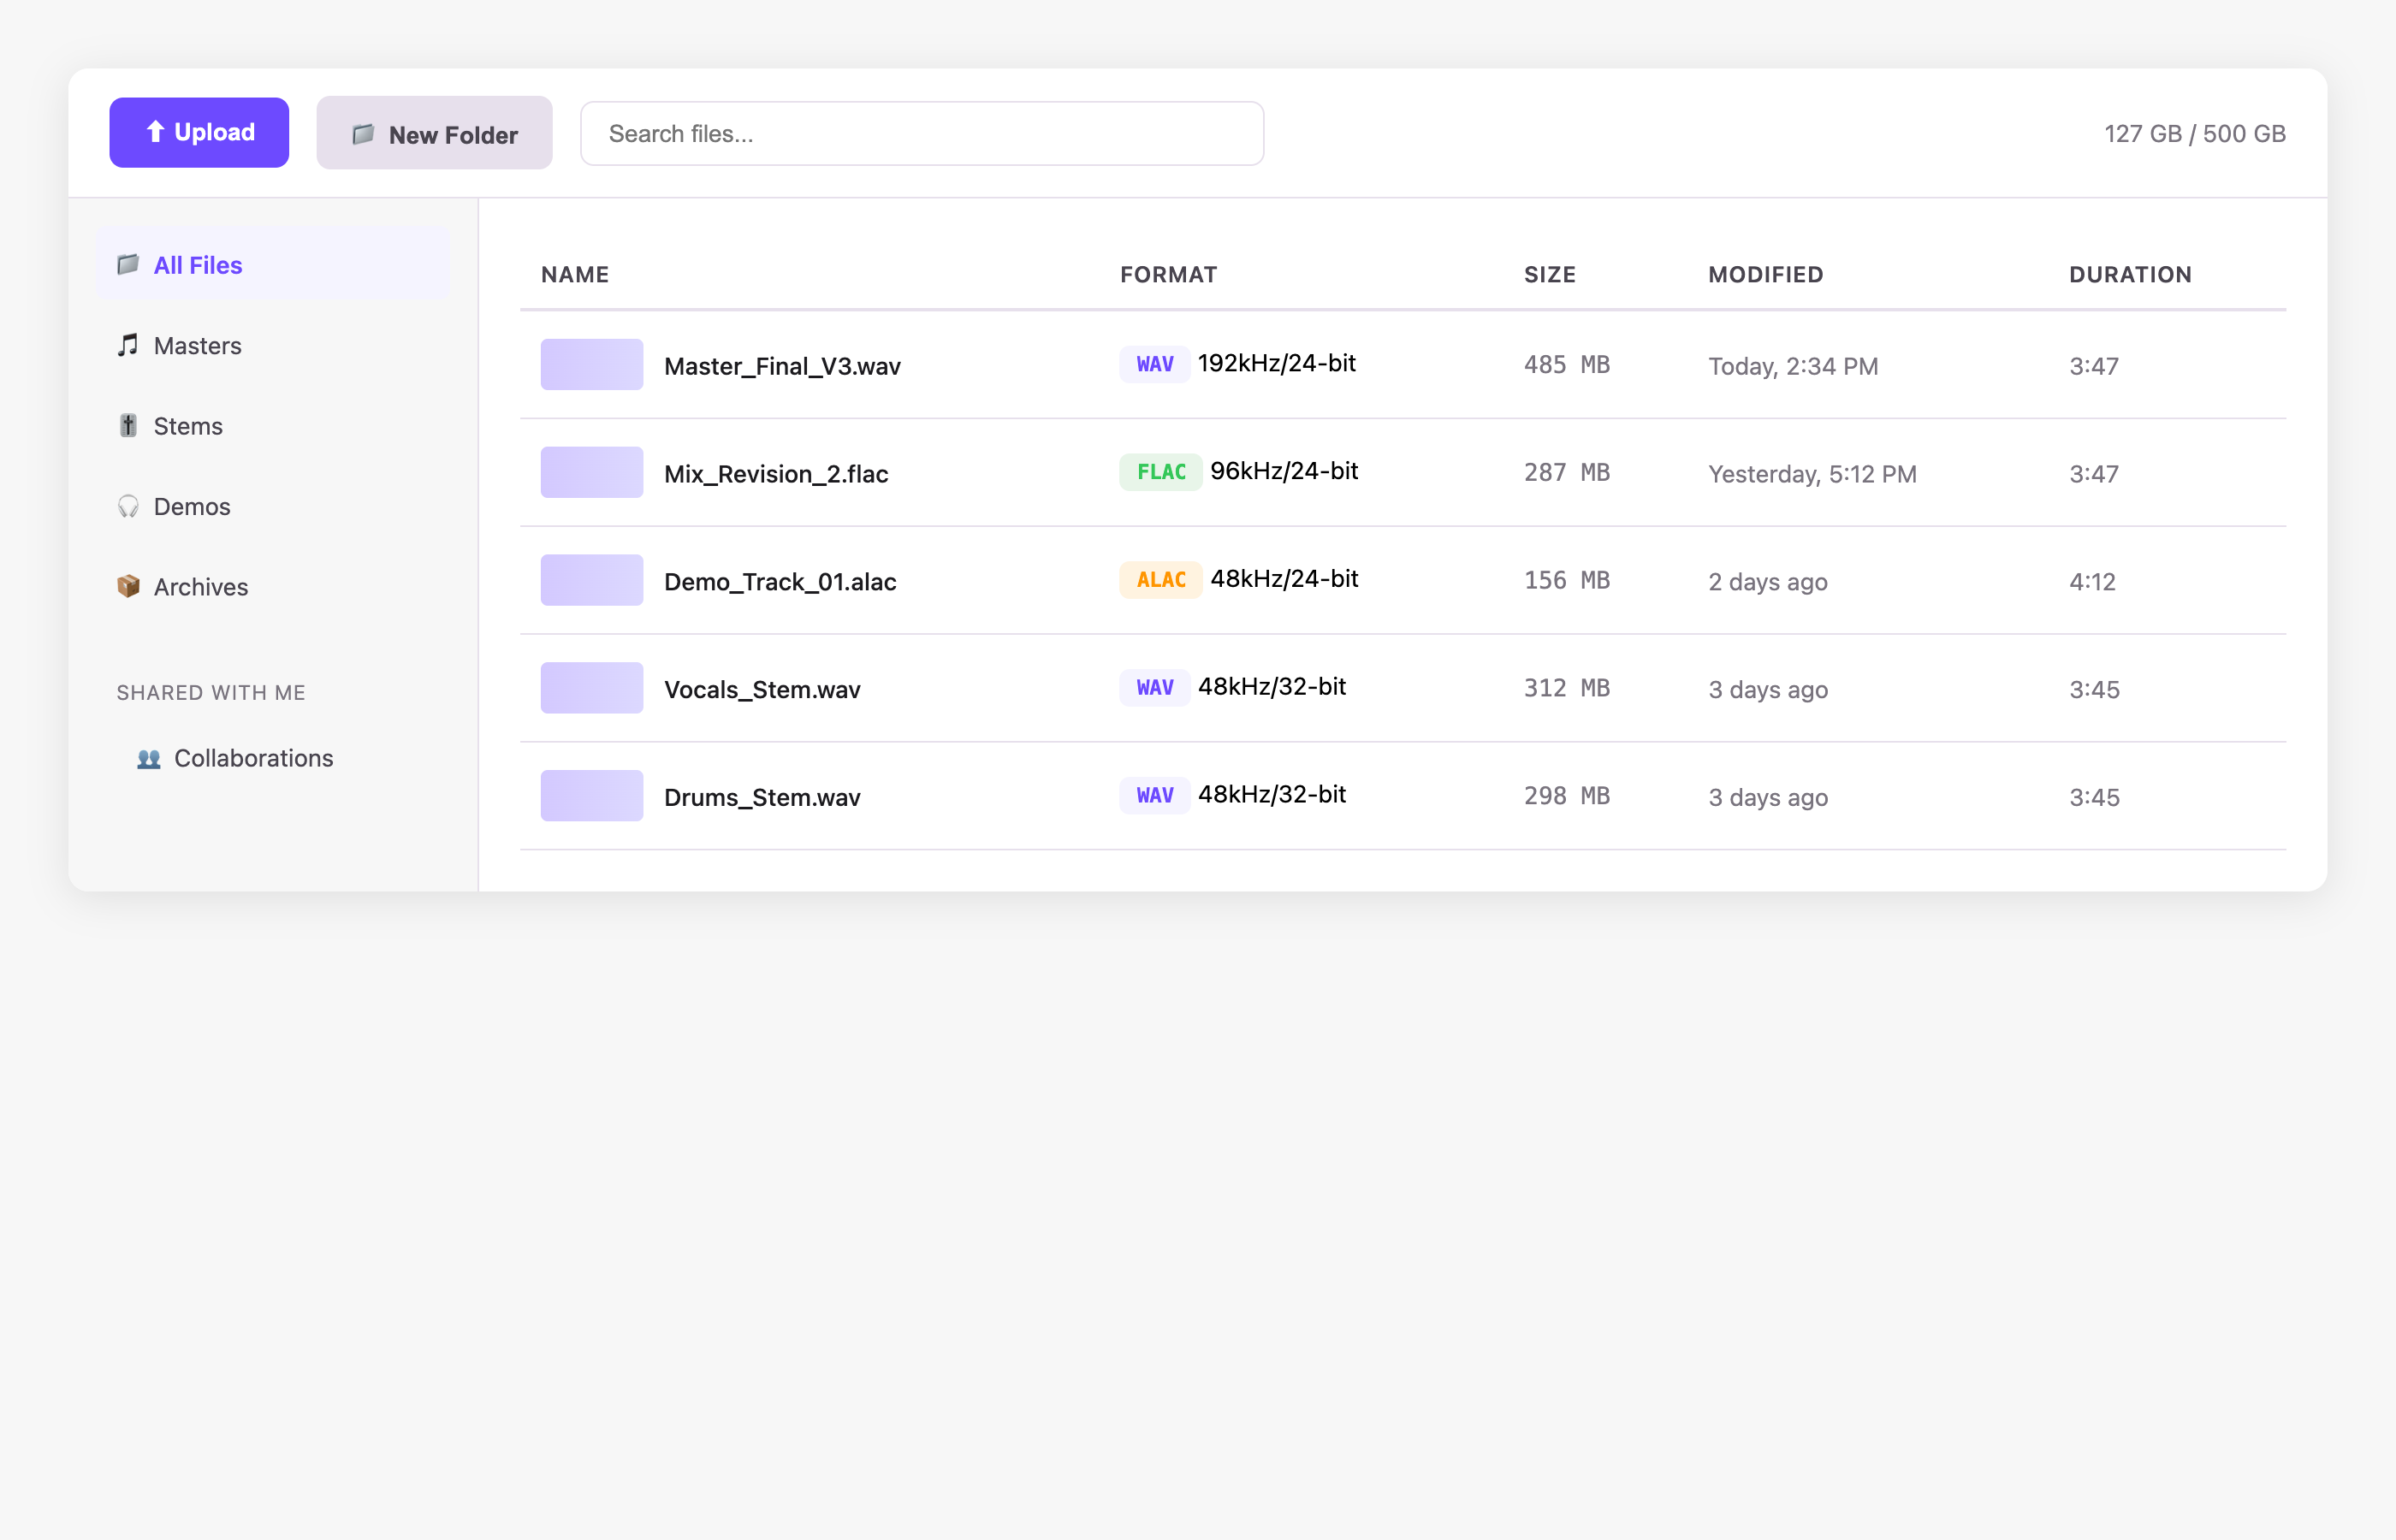 ⬆ Upload
📁 New Folder
Search files...
127 GB / 500 GB
📁 All Files
🎵 Masters
🎚 Stems
🎧 Demos
📦 Archives
SHARED WITH ME
👥 Collaborations
NAME FORMAT SIZE MODIFIED DURATION
Master_Final_V3.wav WAV 192kHz/24-bit 485 MB Today, 2:34 PM 3:47
Mix_Revision_2.flac FLAC 96kHz/24-bit 287 MB Yesterday, 5:12 PM 3:47
Demo_Track_01.alac ALAC 48kHz/24-bit 156 MB 2 days ago 4:12
Vocals_Stem.wav WAV 48kHz/32-bit 312 MB 3 days ago 3:45
Drums_Stem.wav WAV 48kHz/32-bit 298 MB 3 days ago 3:45